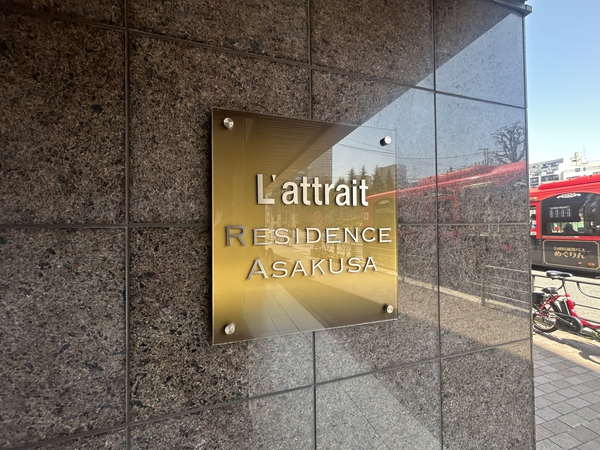 L'attrait
RESIDENCE
ASAKUSA
めぐりん